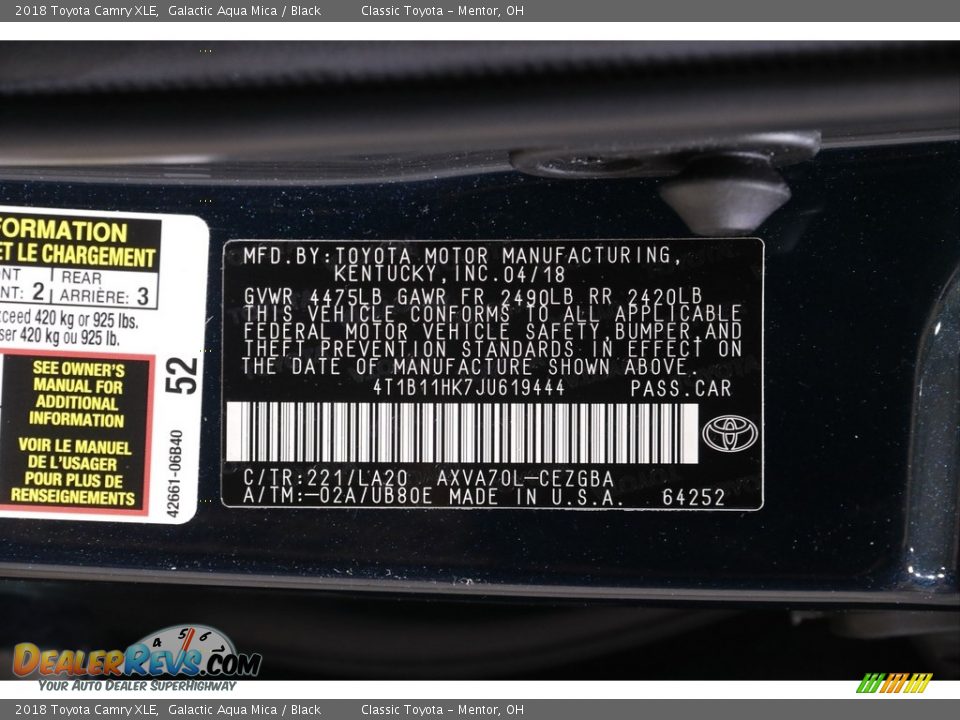 2018 Toyota Camry XLE, Galactic Aqua Mica / Black Classic Toyota - Mentor, OH
FORMATION
ET LE CHARGEMENT
NT: 2
REAR
ARRIÈRE: 3
420 kg or 925 lbs.
420 kg ou 925 lb.
SEE OWNER'S
MANUAL FOR
ADDITIONAL
INFORMATION
VOIR LE MANUEL
DE L'USAGER
POUR PLUS DE
RENSEIGNEMENTS
52
42661-06B40
MFD.BY:TOYOTA MOTOR MANUFACTURING,
KENTUCKY,INC.04/18
GVWR 4475LB GAWR FR 2490LB RR 2420LB
THIS VEHICLE CONFORMS TO ALL APPLICABLE
FEDERAL MOTOR VEHICLE SAFETY,BUMPER,AND
THEFT PREVENTION STANDARDS IN EFFECT ON
THE DATE OF MANUFACTURE SHOWN ABOVE.
4T1B11HK7JU619444 PASS.CAR
C/TR:221/LA20 AXVA70L-CEZGBA
A/TM:-02A/UB80E MADE IN U.S.A. 64252
4 5 6
DEALERREVS.COM
YOUR AUTO DEALER SUPERHIGHWAY
2018 Toyota Camry XLE, Galactic Aqua Mica / Black Classic Toyota - Mentor, OH